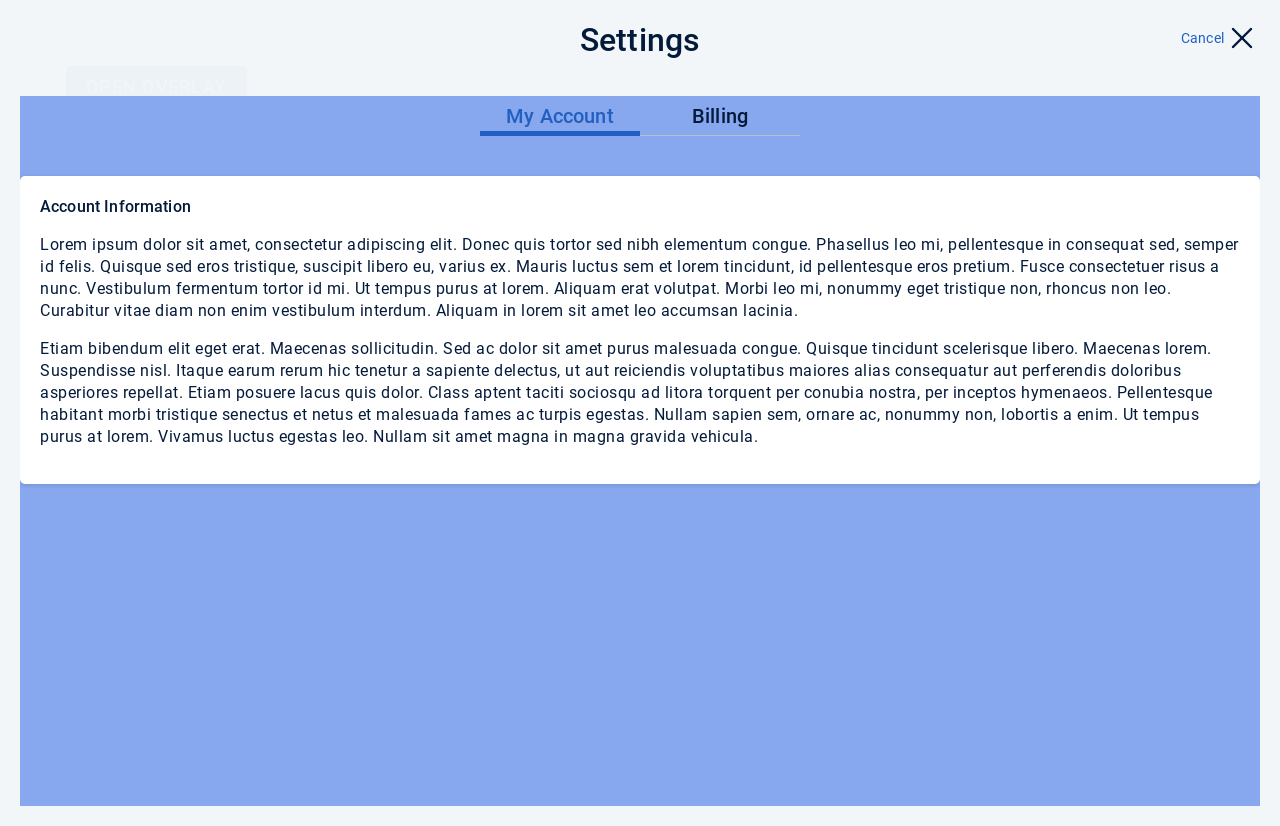 Settings
Cancel
OPEN OVERLAY
My Account
Billing
Account Information
Lorem ipsum dolor sit amet, consectetur adipiscing elit. Donec quis tortor sed nibh elementum congue. Phasellus leo mi, pellentesque in consequat sed, semper
id felis. Quisque sed eros tristique, suscipit libero eu, varius ex. Mauris luctus sem et lorem tincidunt, id pellentesque eros pretium. Fusce consectetuer risus a
nunc. Vestibulum fermentum tortor id mi. Ut tempus purus at lorem. Aliquam erat volutpat. Morbi leo mi, nonummy eget tristique non, rhoncus non leo.
Curabitur vitae diam non enim vestibulum interdum. Aliquam in lorem sit amet leo accumsan lacinia.
Etiam bibendum elit eget erat. Maecenas sollicitudin. Sed ac dolor sit amet purus malesuada congue. Quisque tincidunt scelerisque libero. Maecenas lorem.
Suspendisse nisl. Itaque earum rerum hic tenetur a sapiente delectus, ut aut reiciendis voluptatibus maiores alias consequatur aut perferendis doloribus
asperiores repellat. Etiam posuere lacus quis dolor. Class aptent taciti sociosqu ad litora torquent per conubia nostra, per inceptos hymenaeos. Pellentesque
habitant morbi tristique senectus et netus et malesuada fames ac turpis egestas. Nullam sapien sem, ornare ac, nonummy non, lobortis a enim. Ut tempus
purus at lorem. Vivamus luctus egestas leo. Nullam sit amet magna in magna gravida vehicula.